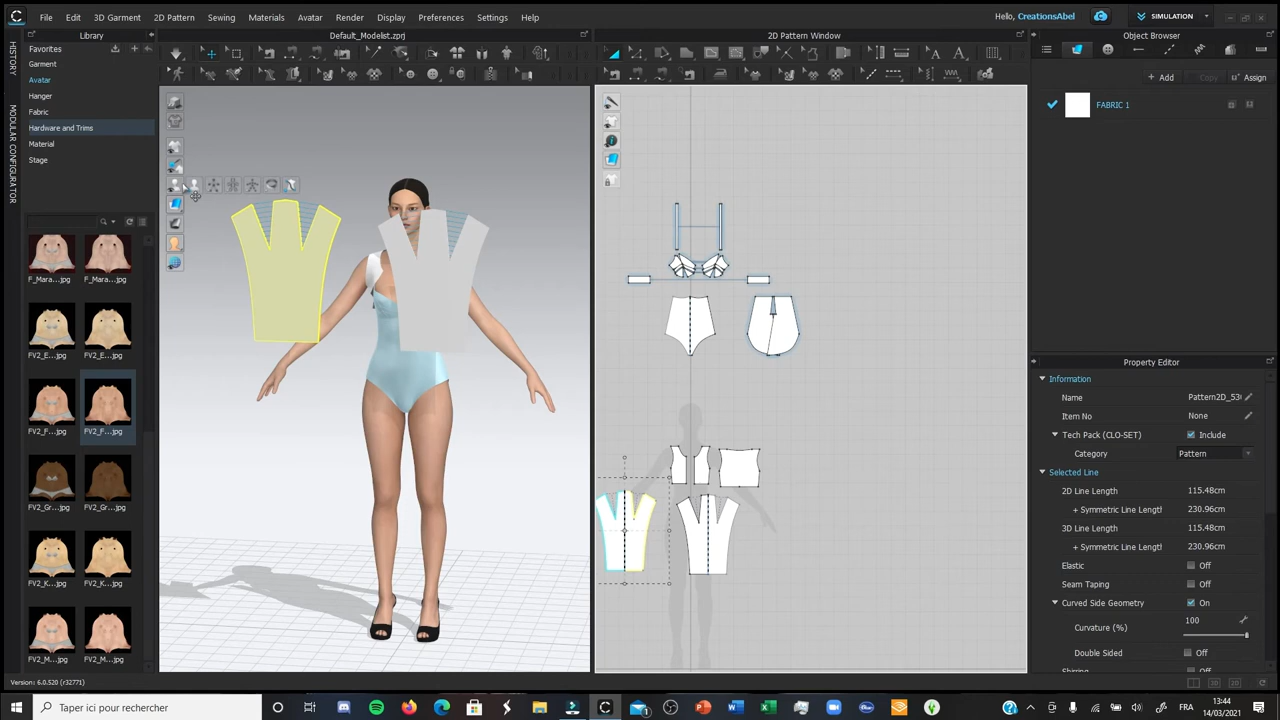 File Edit 3D Garment 2D Pattern Sewing Materials Avatar Render Display Preferences Settings Help
Hello, CreationsAbel
SIMULATION
HISTORY
MODULAR CONFIGURATOR
Library
Default_Modelist.zprj
2D Pattern Window
Object Browser
Favorites
Garment
Avatar
Hanger
Fabric
Hardware and Trims
Material
Stage
+ Add
Copy
Assign
FABRIC 1
F_Mara...jpg F_Mara...jpg
FV2_E...jpg FV2_E...jpg
FV2_F...jpg FV2_F...jpg
FV2_Gr...jpg FV2_Gr...jpg
FV2_K...jpg FV2_K...jpg
FV2_M...jpg FV2_M...jpg
Property Editor
Information
Name Pattern2D_53
Item No None
Tech Pack (CLO-SET) Include
Category Pattern
Selected Line
2D Line Length 115.48cm
+ Symmetric Line Lengtl 230.96cm
3D Line Length 115.48cm
+ Symmetric Line Lengtl 230.96cm
Elastic Off
Seam Taping Off
Curved Side Geometry On
Curvature (%) 100
Double Sided Off
Shirring
Version: 6.0.520 (r32771)
3D 2D
Taper ici pour rechercher
13:44
14/03/2021